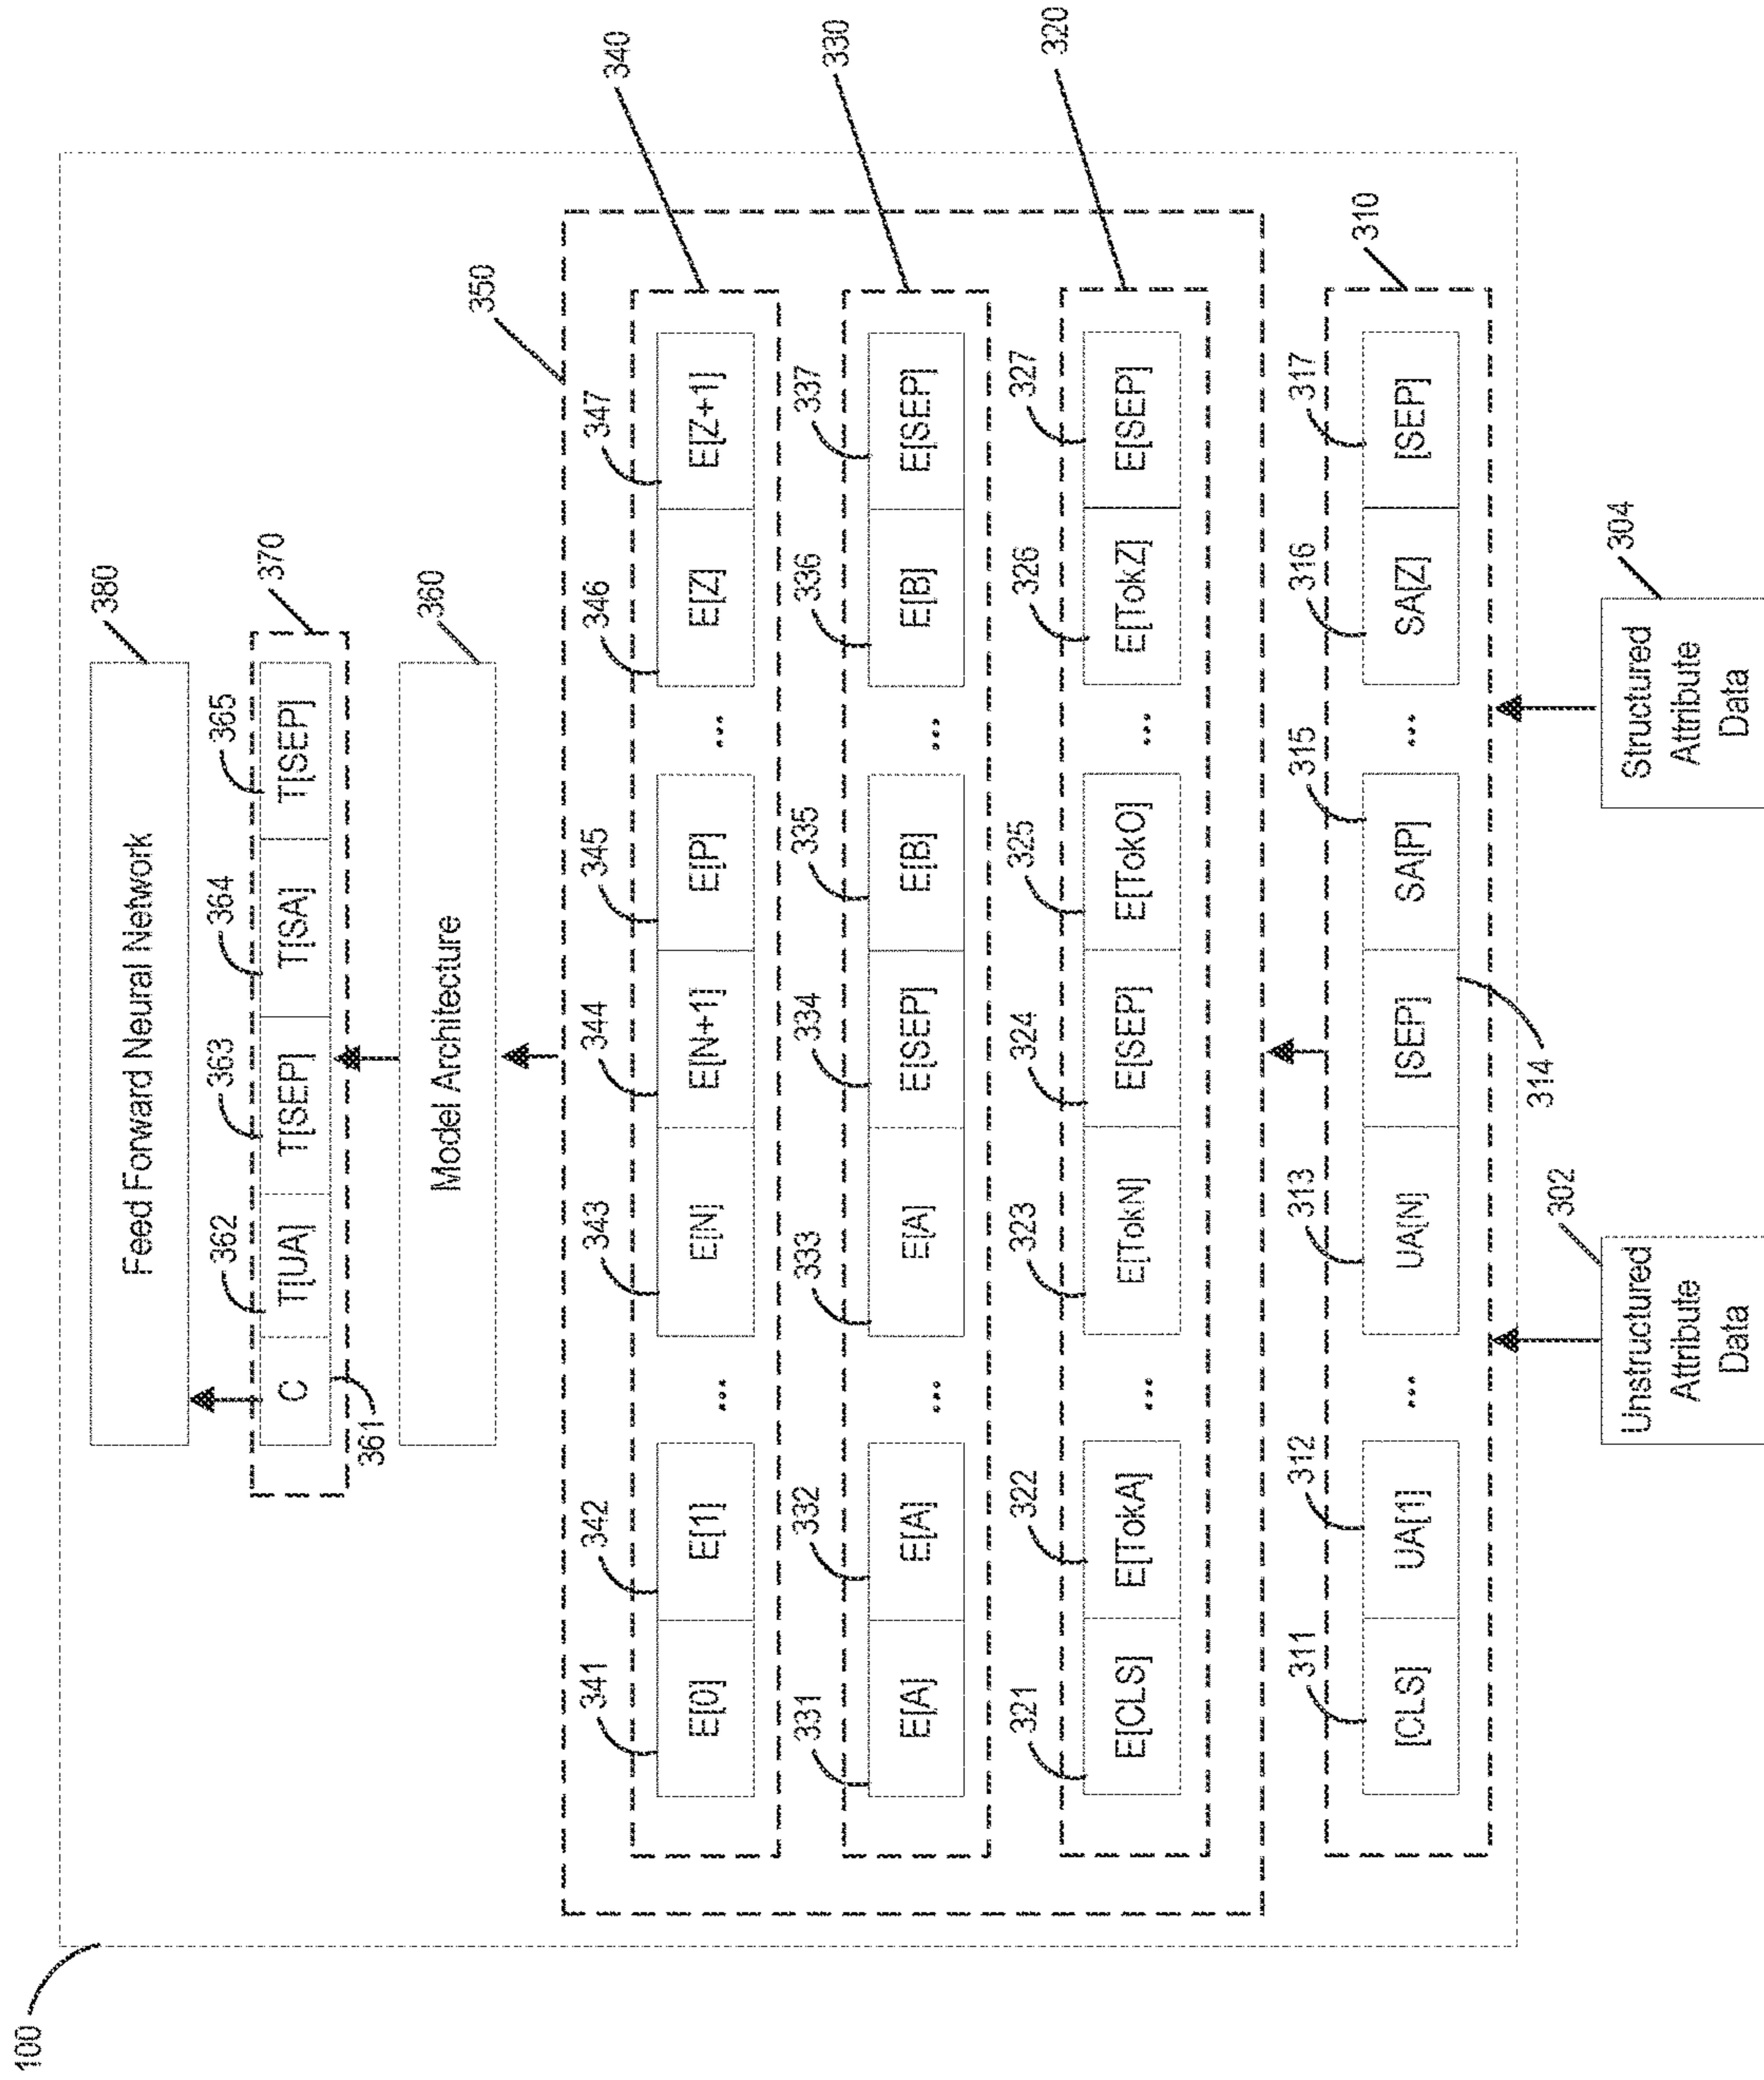 100
380
Feed Forward Neural Network
370
362 363 364 365
C T[UA] T[SEP] T[SA] T[SEP]
361
360
Model Architecture
350
340
341 342 343 344 345 346 347
E[0] E[1] ... E[N] E[N+1] E[P] ... E[Z] E[Z+1]
330
331 332 333 334 335 336 337
E[A] E[A] ... E[A] E[SEP] E[B] ... E[B] E[SEP]
320
321 322 323 324 325 326 327
E[CLS] E[TokA] ... E[TokN] E[SEP] E[TokO] ... E[TokZ] E[SEP]
310
311 312 313 315 316 317
[CLS] UA[1] ... UA[N] [SEP] SA[P] ... SA[Z] [SEP]
314
302
Unstructured
Attribute
Data
304
Structured
Attribute
Data